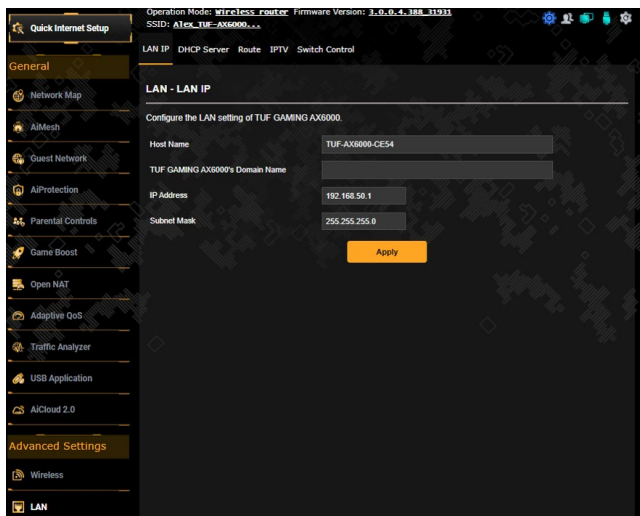 Operation Mode: Wireless router Firmware Version: 3.0.0.4.388_31931
SSID: Alex_TUF-AX6000...
Quick Internet Setup
LAN IP DHCP Server Route IPTV Switch Control
General
Network Map
AiMesh
Guest Network
AiProtection
Parental Controls
Game Boost
Open NAT
Adaptive QoS
Traffic Analyzer
USB Application
AiCloud 2.0
Advanced Settings
Wireless
LAN
LAN - LAN IP
Configure the LAN setting of TUF GAMING AX6000.
Host Name TUF-AX6000-CE54
TUF GAMING AX6000's Domain Name
IP Address 192.168.50.1
Subnet Mask 255.255.255.0
Apply